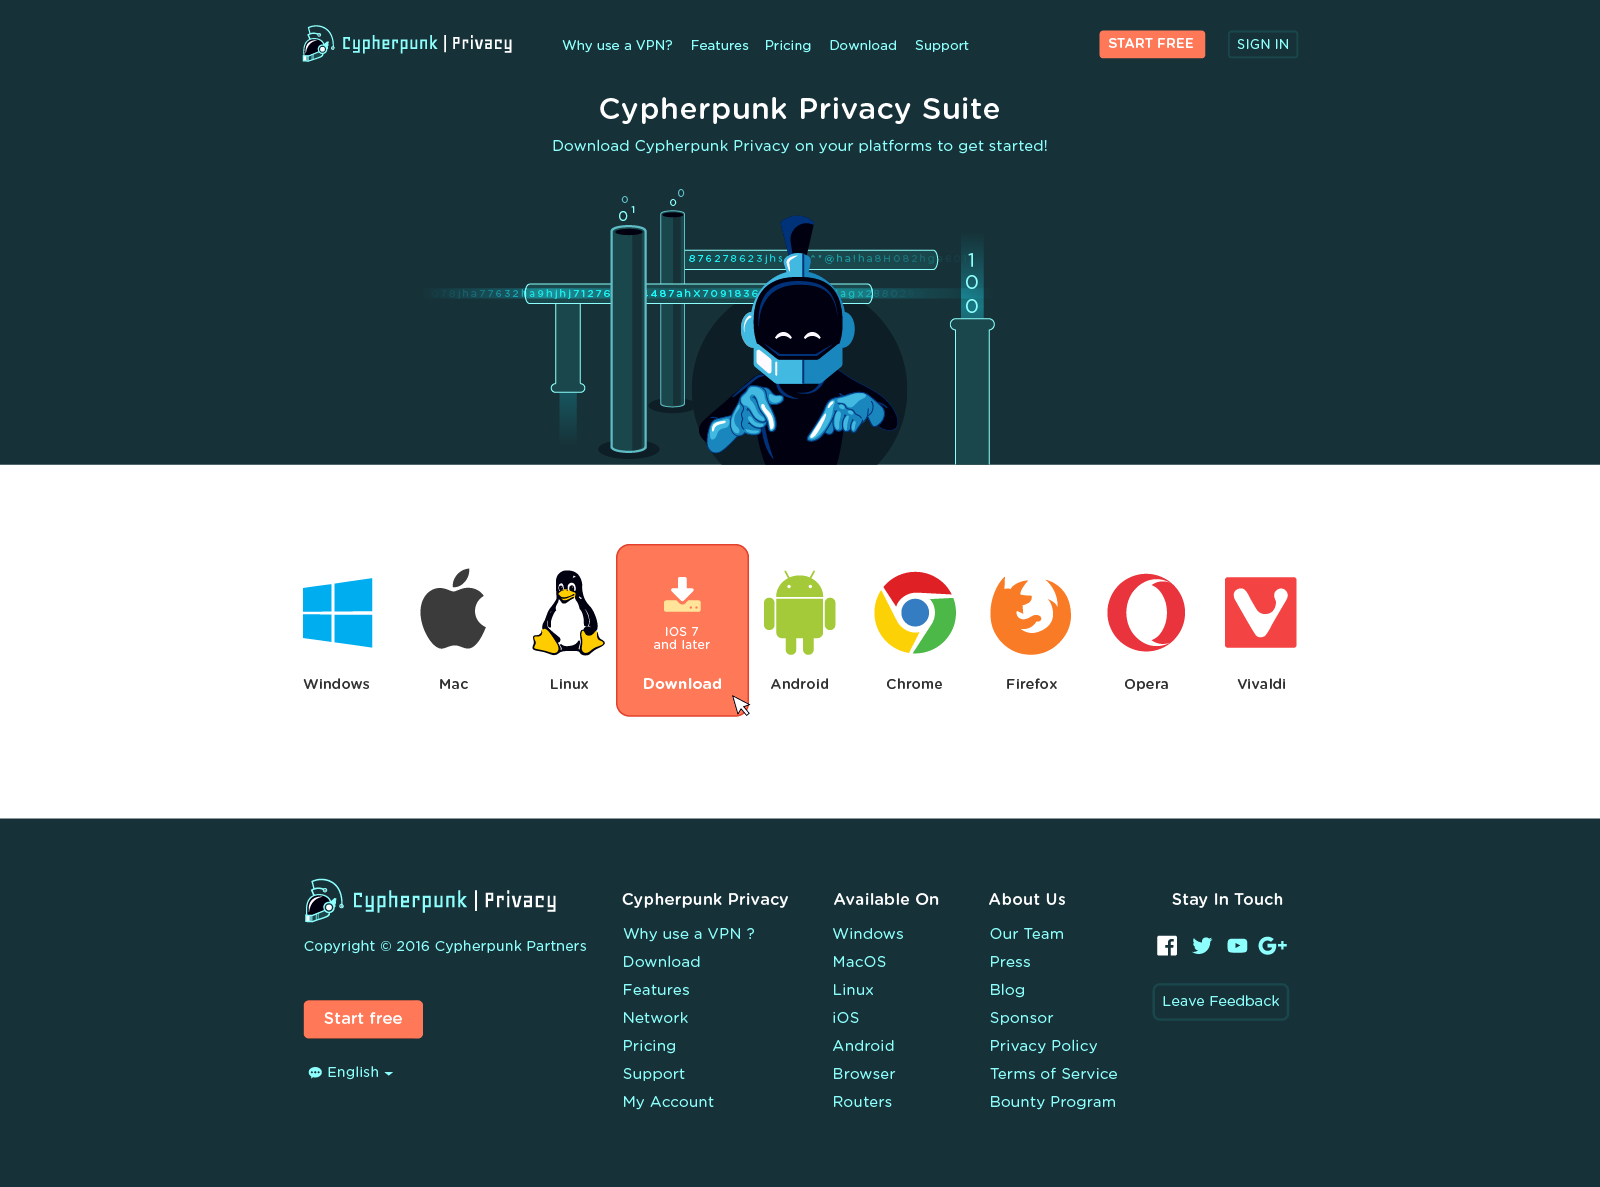 Cypherpunk | Privacy
Why use a VPN?
Features
Pricing
Download
Support
START FREE
SIGN IN
Cypherpunk Privacy Suite
Download Cypherpunk Privacy on your platforms to get started!
0
0
0 1
0
876278623jhs
@ha!ha8H082hg
jha77632ha9hjhj71276
487ahX7091836
agx28802
1
0
0
IOS 7
and later
Windows
Mac
Linux
Download
Android
Chrome
Firefox
Opera
Vivaldi
Cypherpunk | Privacy
Copyright © 2016 Cypherpunk Partners
Start free
English
Cypherpunk Privacy
Why use a VPN ?
Download
Features
Network
Pricing
Support
My Account
Available On
Windows
MacOS
Linux
iOS
Android
Browser
Routers
About Us
Our Team
Press
Blog
Sponsor
Privacy Policy
Terms of Service
Bounty Program
Stay In Touch
Leave Feedback